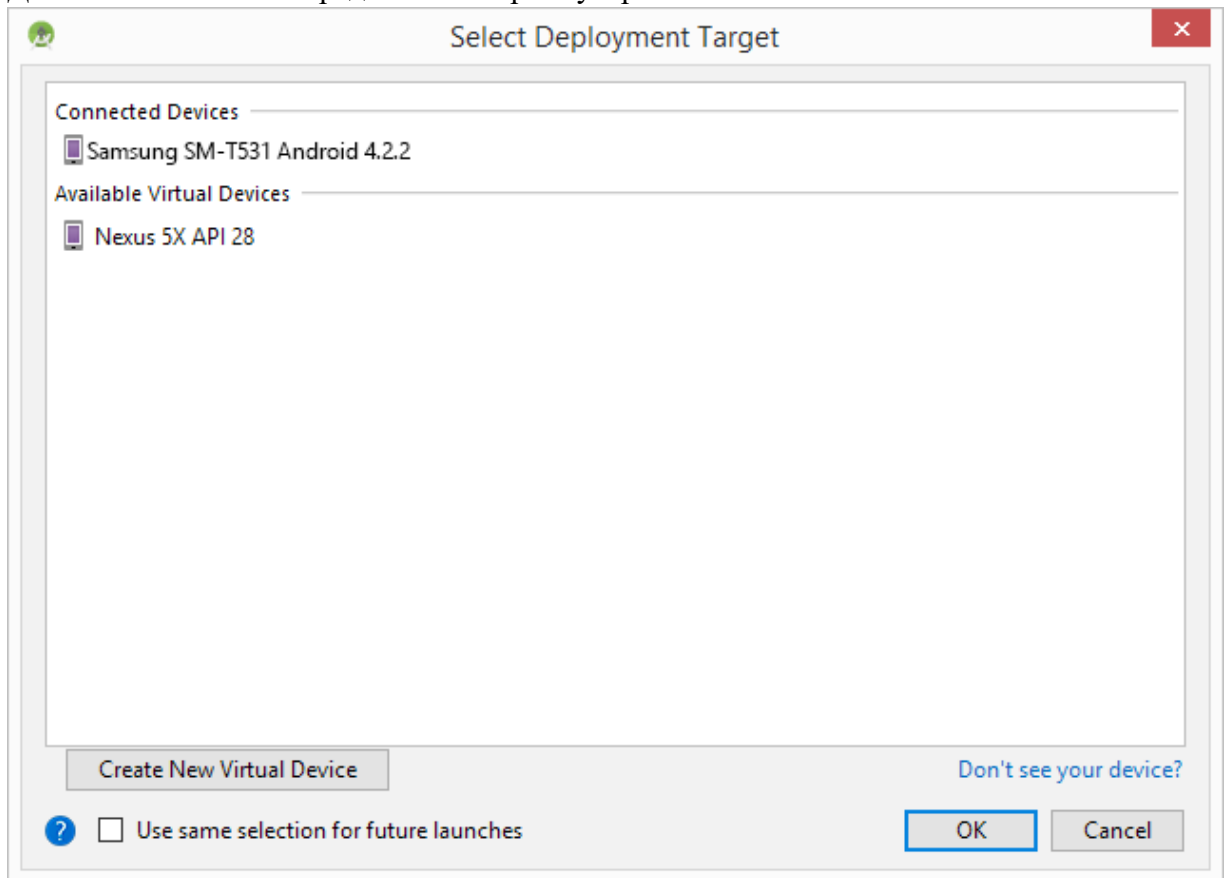 Select Deployment Target
Connected Devices
Samsung SM-T531 Android 4.2.2
Available Virtual Devices
Nexus 5X API 28
Create New Virtual Device
Don't see your device?
? Use same selection for future launches
OK
Cancel